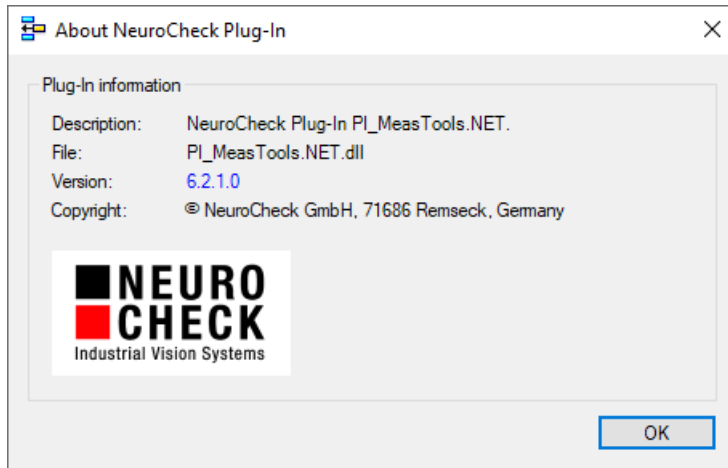 About NeuroCheck Plug-In
Plug-In information
Description: NeuroCheck Plug-In PI_MeasTools.NET.
File: PI_MeasTools.NET.dll
Version: 6.2.1.0
Copyright: © NeuroCheck GmbH, 71686 Remseck, Germany
NEURO
CHECK
Industrial Vision Systems
OK